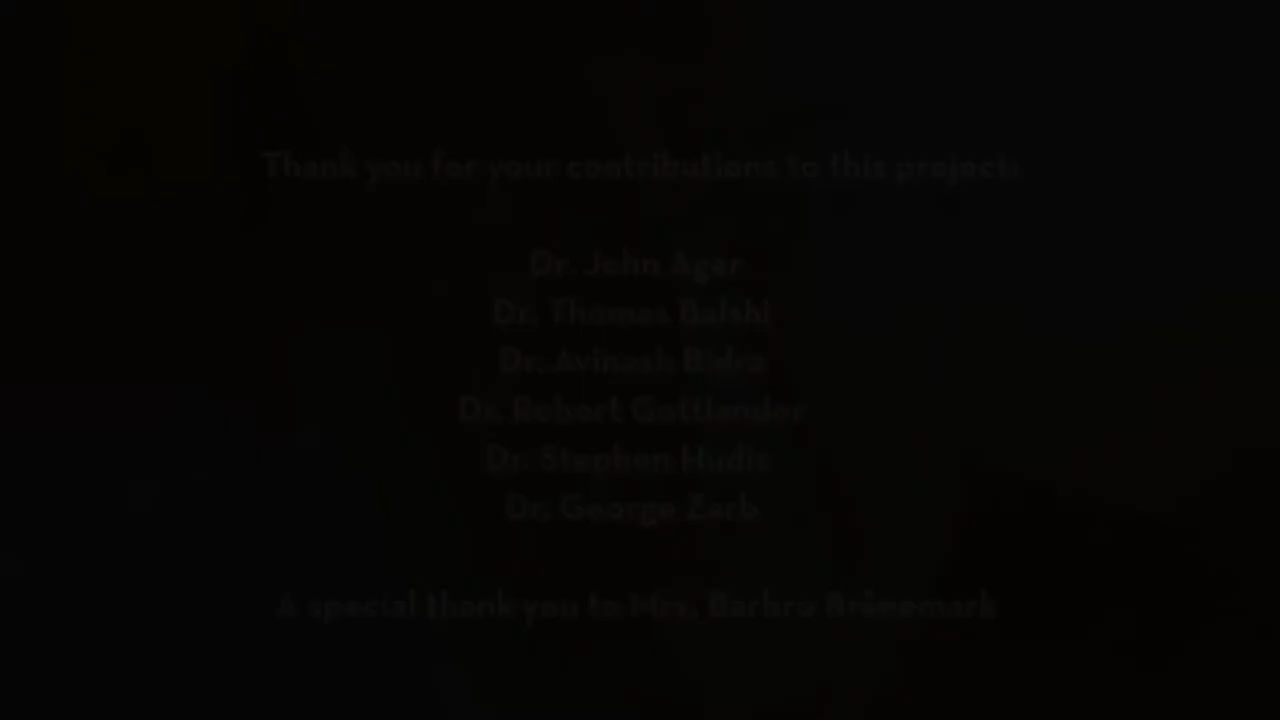 Thank you for your contributions to this project:
Dr. John Agar
Dr. Thomas Balshi
Dr. Avinash Bidra
Dr. Robert Gottlander
Dr. Stephen Hudis
Dr. George Zarb
A special thank you to Mrs. Barbro Brånemark